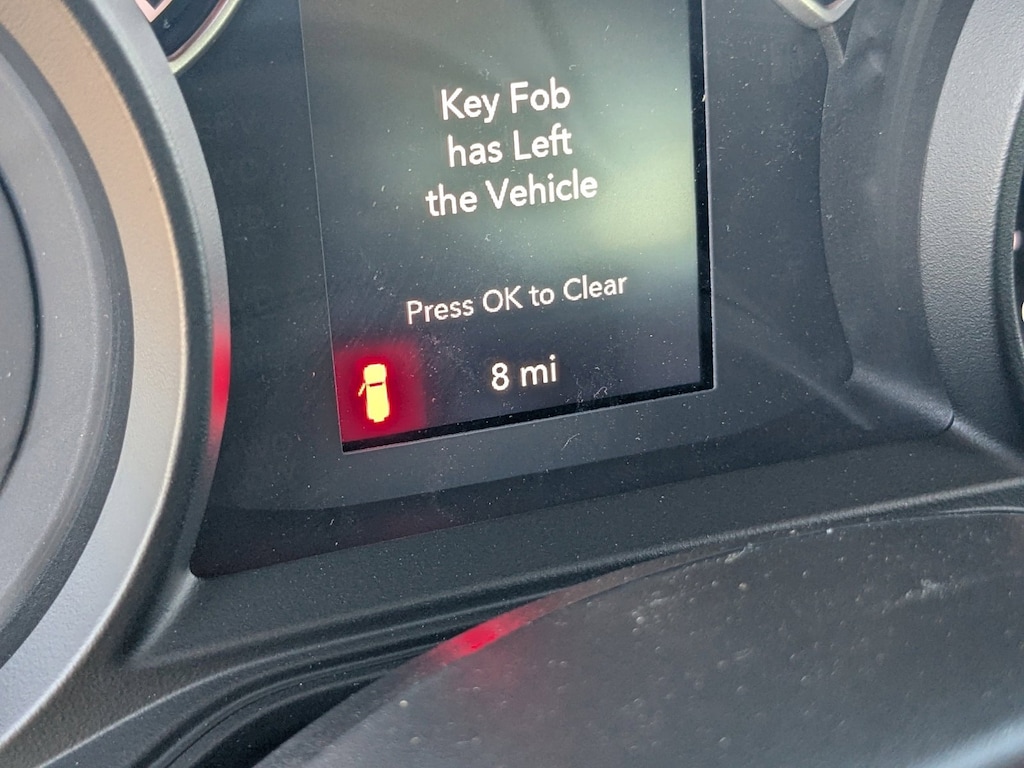 Key Fob
has Left
the Vehicle
Press OK to Clear
8 mi